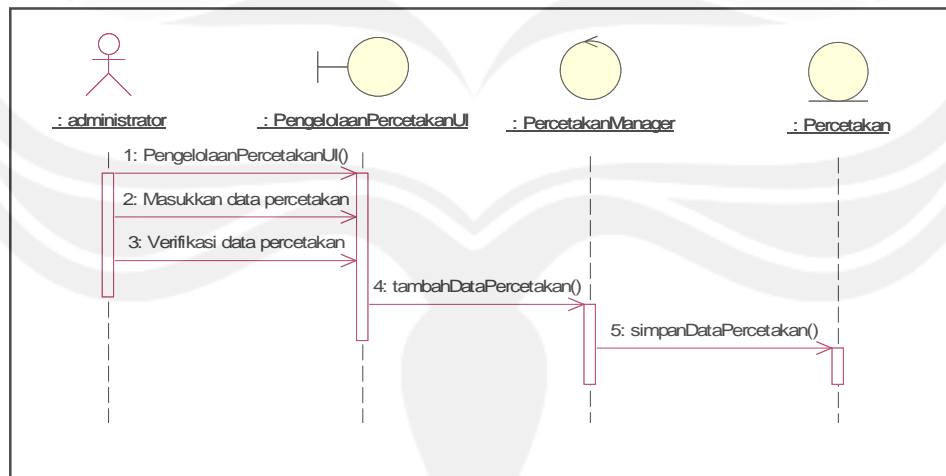 : administrator
: PengelolaanPercetakanUI
: PercetakanManager
: Percetakan
1: PengelolaanPercetakanUI()
2: Masukkan data percetakan
3: Verifikasi data percetakan
4: tambahDataPercetakan()
5: simpanDataPercetakan()